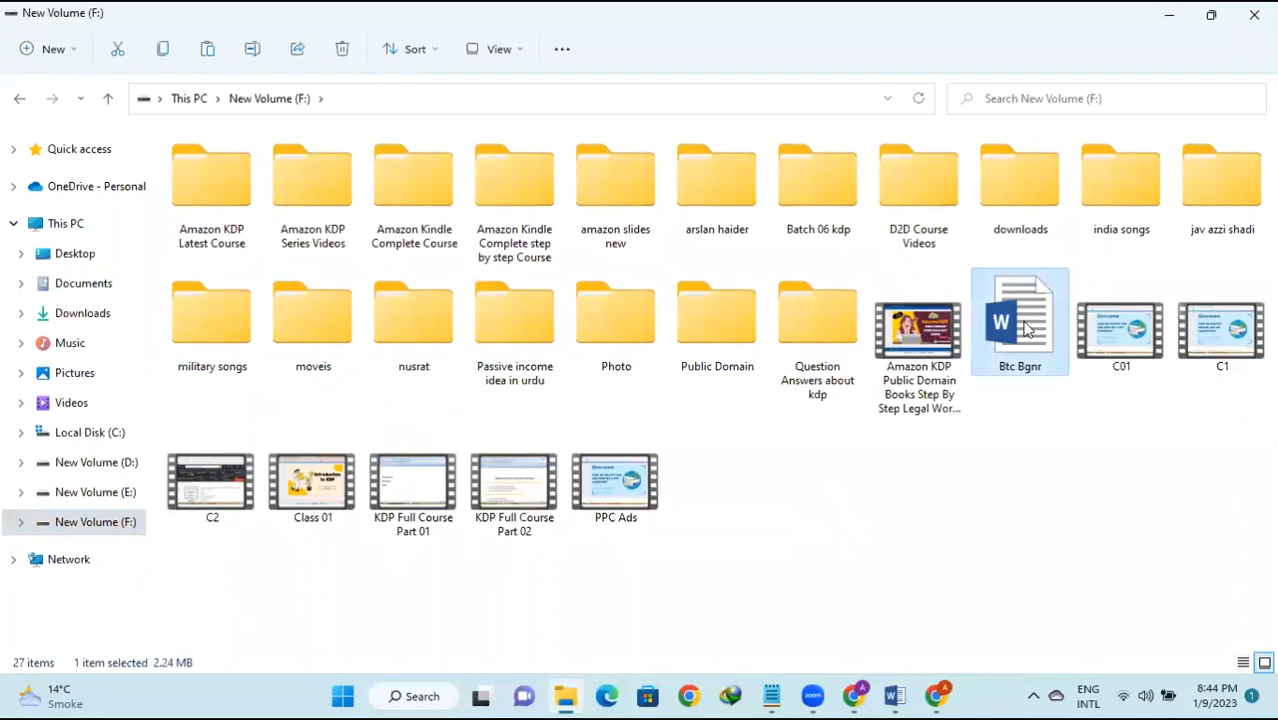 New Volume (F:)
New
Sort
View
This PC
New Volume (F:)
Search New Volume (F:)
Quick access
OneDrive - Personal
This PC
Desktop
Documents
Downloads
Music
Pictures
Videos
Local Disk (C:)
New Volume (D:)
New Volume (E:)
New Volume (F:)
Network
Amazon KDP
Latest Course
Amazon KDP
Series Videos
Amazon Kindle
Complete Course
Amazon Kindle
Complete step
by step Course
amazon slides
new
arslan haider
Batch 06 kdp
D2D Course
Videos
downloads
india songs
jav azzi shadi
military songs
moveis
nusrat
Passive income
idea in urdu
Photo
Public Domain
Question
Answers about
kdp
Amazon KDP
Public Domain
Books Step By
Step Legal Wor...
W
Btc Bgnr
C01
C1
C2
Class 01
KDP Full Course
Part 01
KDP Full Course
Part 02
PPC Ads
27 items
1 item selected 2.24 MB
14°C
Smoke
Search
zoom
A
W
A
ENG
INTL
8:44 PM
1/9/2023
1